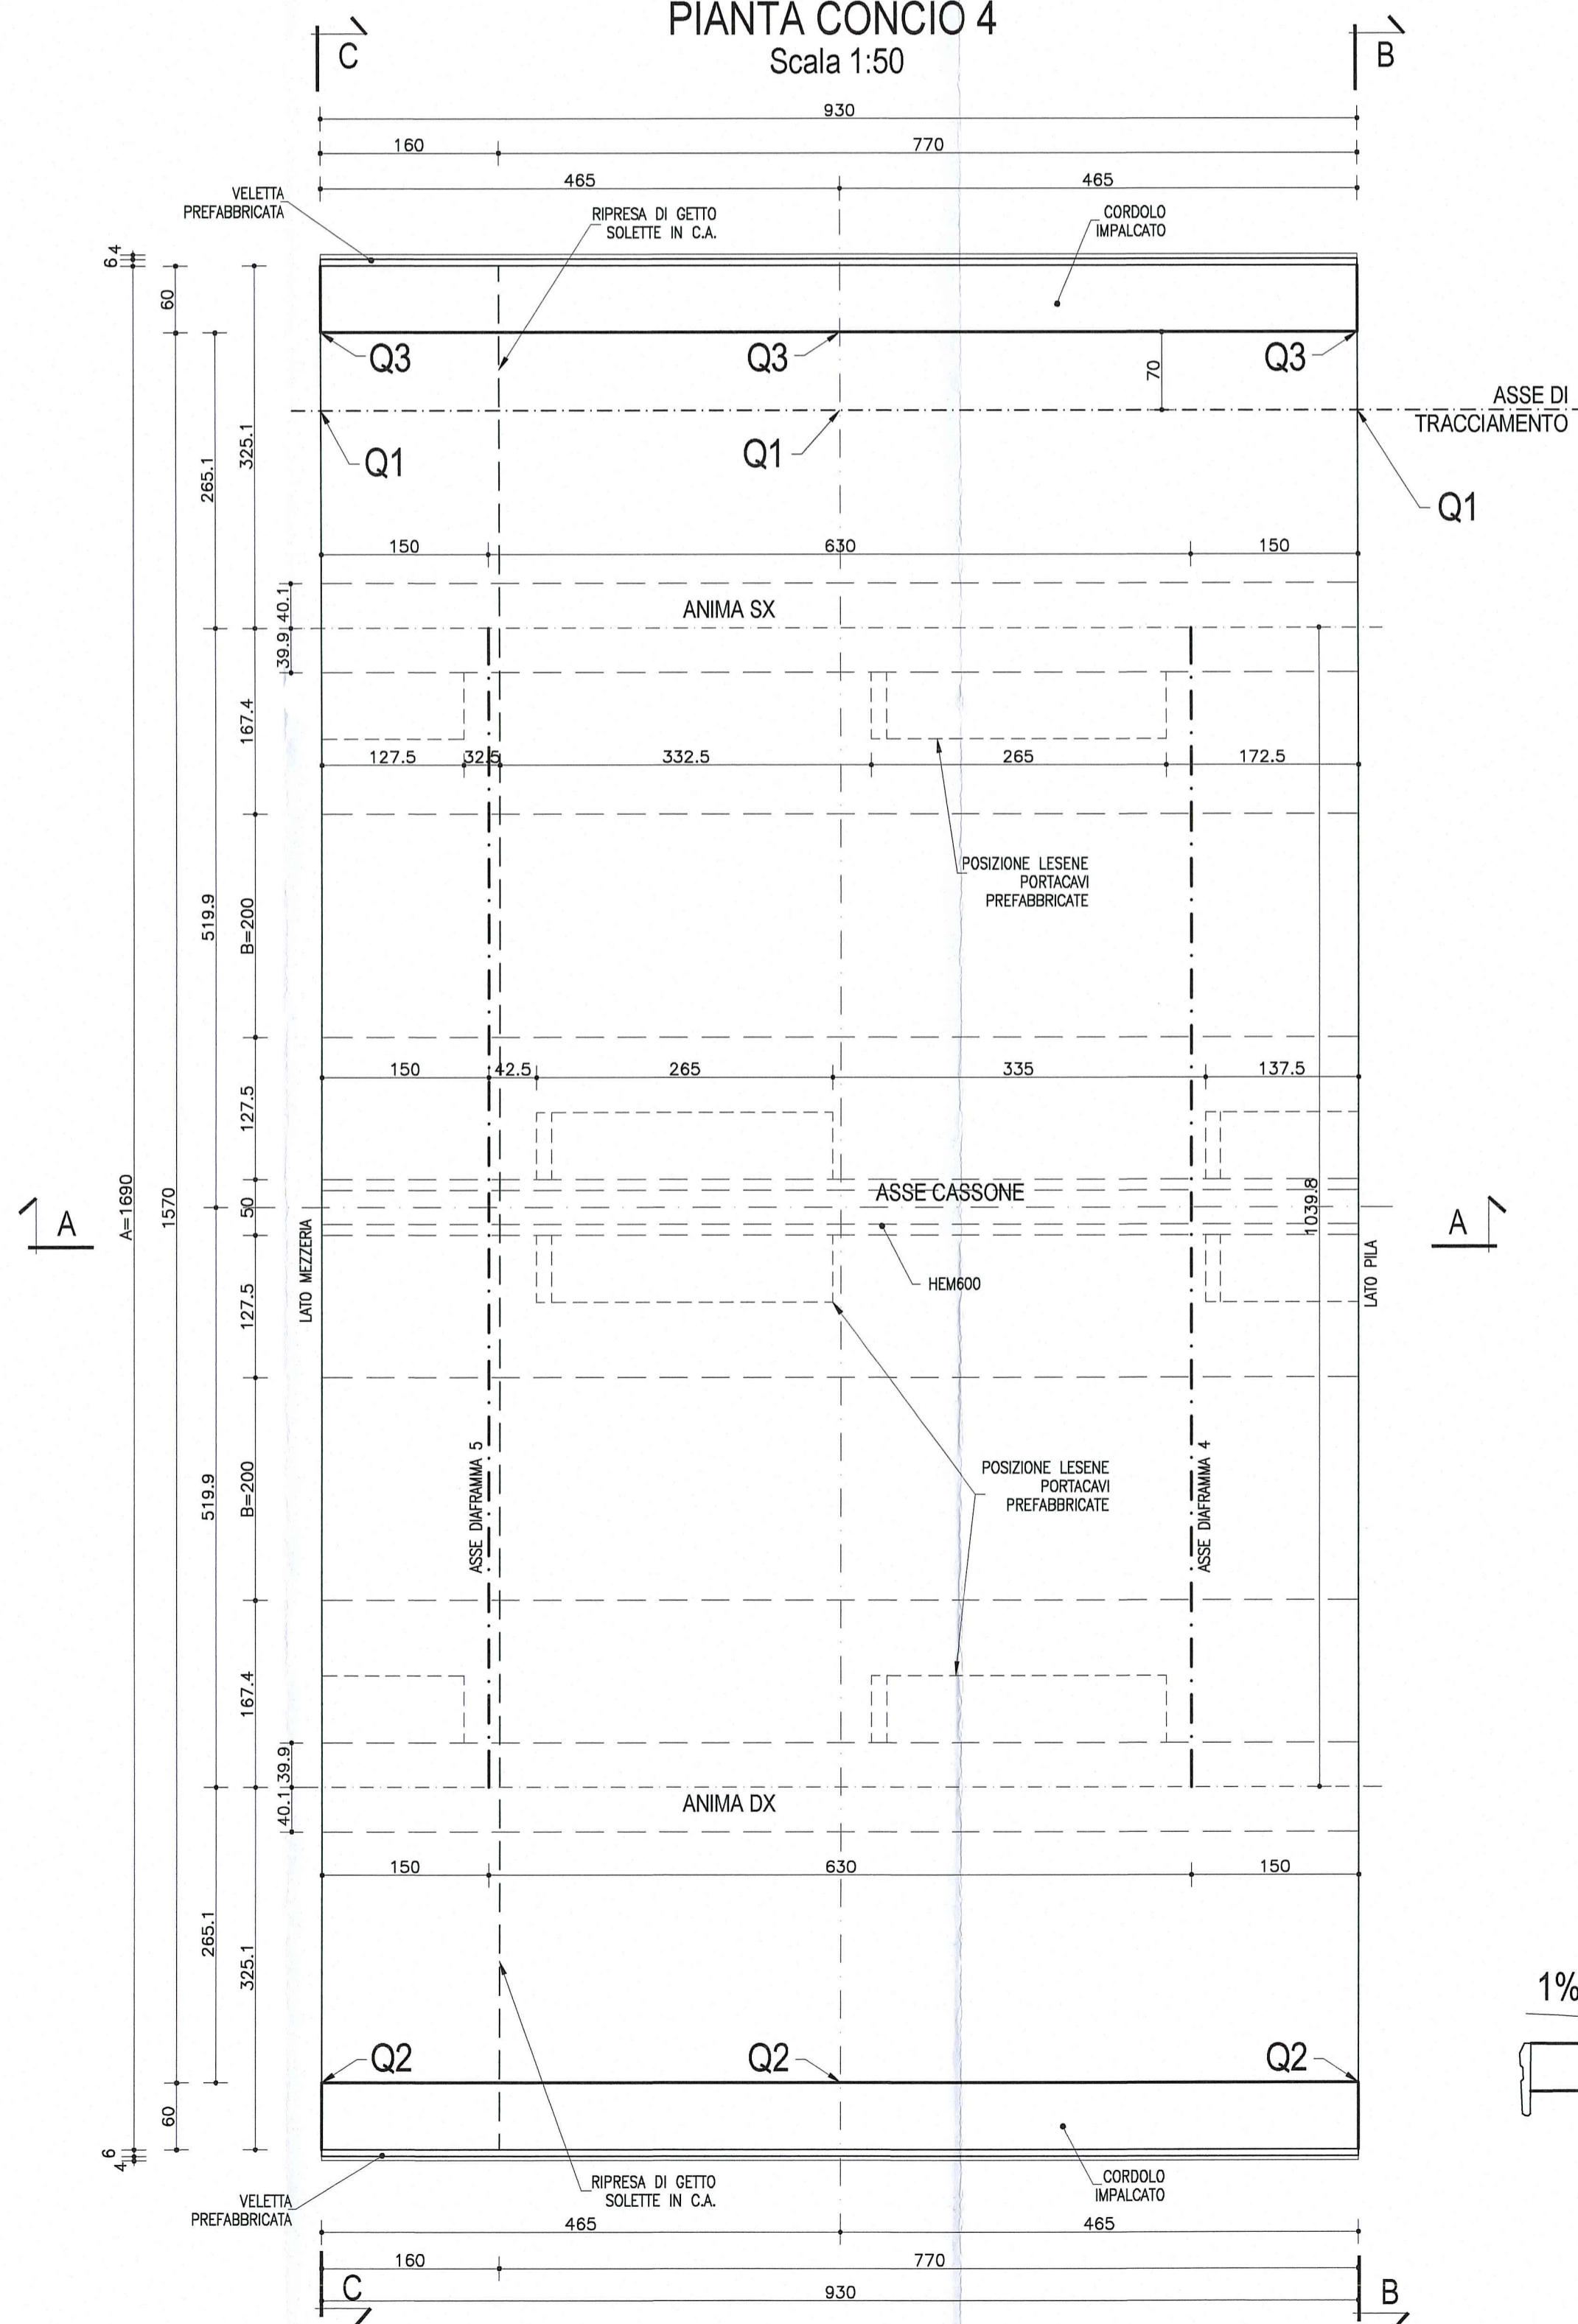 PIANTA CONCIO 4
Scala 1:50
C
B
930
160
770
465
465
VELETTA
PREFABBRICATA
RIPRESA DI GETTO
SOLETTE IN C.A.
CORDOLO
IMPALCATO
6 4
60
Q3
Q3
Q3
70
ASSE DI
TRACCIAMENTO
Q1
Q1
Q1
325.1
265.1
150
630
150
40.1
ANIMA SX
39.9
167.4
127.5
32.5
332.5
265
172.5
POSIZIONE LESENE
PORTACAVI
PREFABBRICATE
519.9
B=200
150
42.5
265
335
137.5
127.5
A=1690
1570
50
ASSE CASSONE
1039.8
A
A
LATO MEZZERIA
HEM600
LATO PILA
127.5
ASSE DIAFRAMMA 5
POSIZIONE LESENE
PORTACAVI
PREFABBRICATE
ASSE DIAFRAMMA 4
519.9
B=200
167.4
39.9
40.1
ANIMA DX
150
630
150
265.1
325.1
1%
Q2
Q2
Q2
60
6
4
VELETTA
PREFABBRICATA
RIPRESA DI GETTO
SOLETTE IN C.A.
CORDOLO
IMPALCATO
465
465
160
770
930
C
B